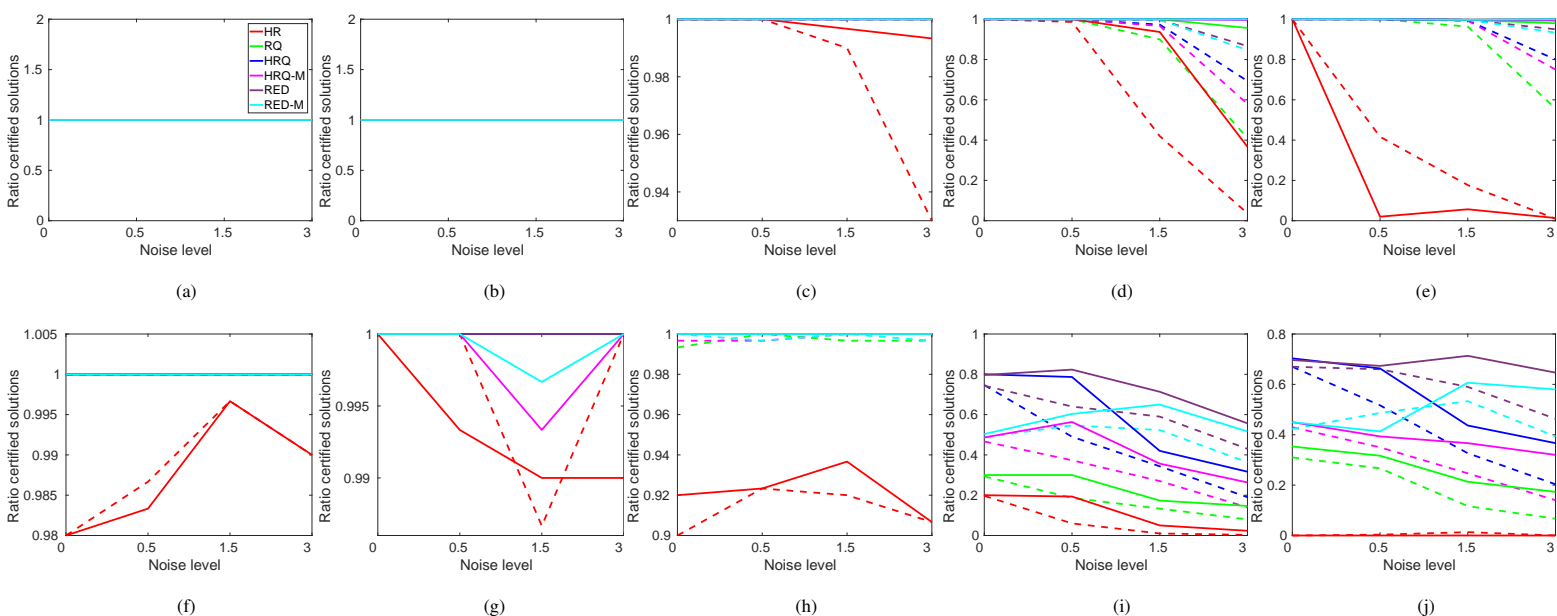 Ratio certified solutions
2
1.5
1
0.5
0
0
0.5
1.5
3
Noise level
HR
RQ
HRQ
HRQ-M
RED
RED-M
(a)
Ratio certified solutions
2
1.5
1
0.5
0
0
0.5
1.5
3
Noise level
(b)
Ratio certified solutions
1
0.98
0.96
0.94
0
0.5
1.5
3
Noise level
(c)
Ratio certified solutions
1
0.8
0.6
0.4
0.2
0
0
0.5
1.5
3
Noise level
(d)
Ratio certified solutions
1
0.8
0.6
0.4
0.2
0
0
0.5
1.5
3
Noise level
(e)
Ratio certified solutions
1.005
1
0.995
0.99
0.985
0.98
0
0.5
1.5
3
Noise level
(f)
Ratio certified solutions
1
0.995
0.99
0
0.5
1.5
3
Noise level
(g)
Ratio certified solutions
1
0.98
0.96
0.94
0.92
0.9
0
0.5
1.5
3
Noise level
(h)
Ratio certified solutions
1
0.8
0.6
0.4
0.2
0
0
0.5
1.5
3
Noise level
(i)
Ratio certified solutions
0.8
0.6
0.4
0.2
0
0
0.5
1.5
3
Noise level
(j)